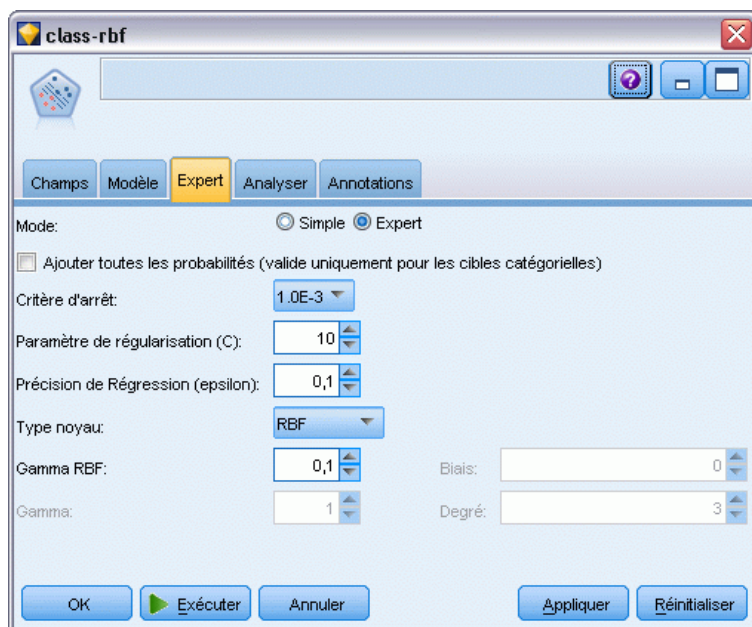 class-rbf
Champs Modèle Expert Analyser Annotations
Mode: Simple Expert
Ajouter toutes les probabilités (valide uniquement pour les cibles catégorielles)
Critère d'arrêt: 1.0E-3
Paramètre de régularisation (C): 10
Précision de Régression (epsilon): 0,1
Type noyau: RBF
Gamma RBF: 0,1 Biais: 0
Gamma: 1 Degré: 3
OK Exécuter Annuler Appliquer Réinitialiser